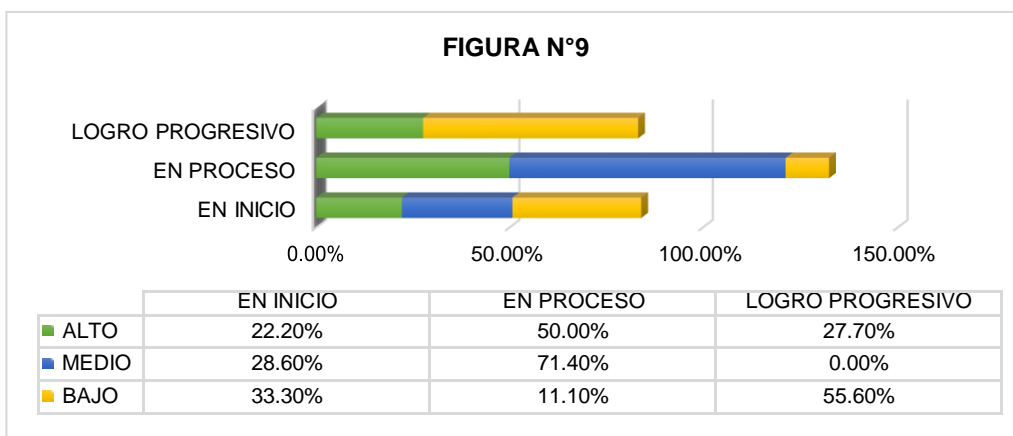 FIGURA N°9
LOGRO PROGRESIVO
EN PROCESO
EN INICIO
0.00% 50.00% 100.00% 150.00%
EN INICIO EN PROCESO LOGRO PROGRESIVO
ALTO 22.20% 50.00% 27.70%
MEDIO 28.60% 71.40% 0.00%
BAJO 33.30% 11.10% 55.60%